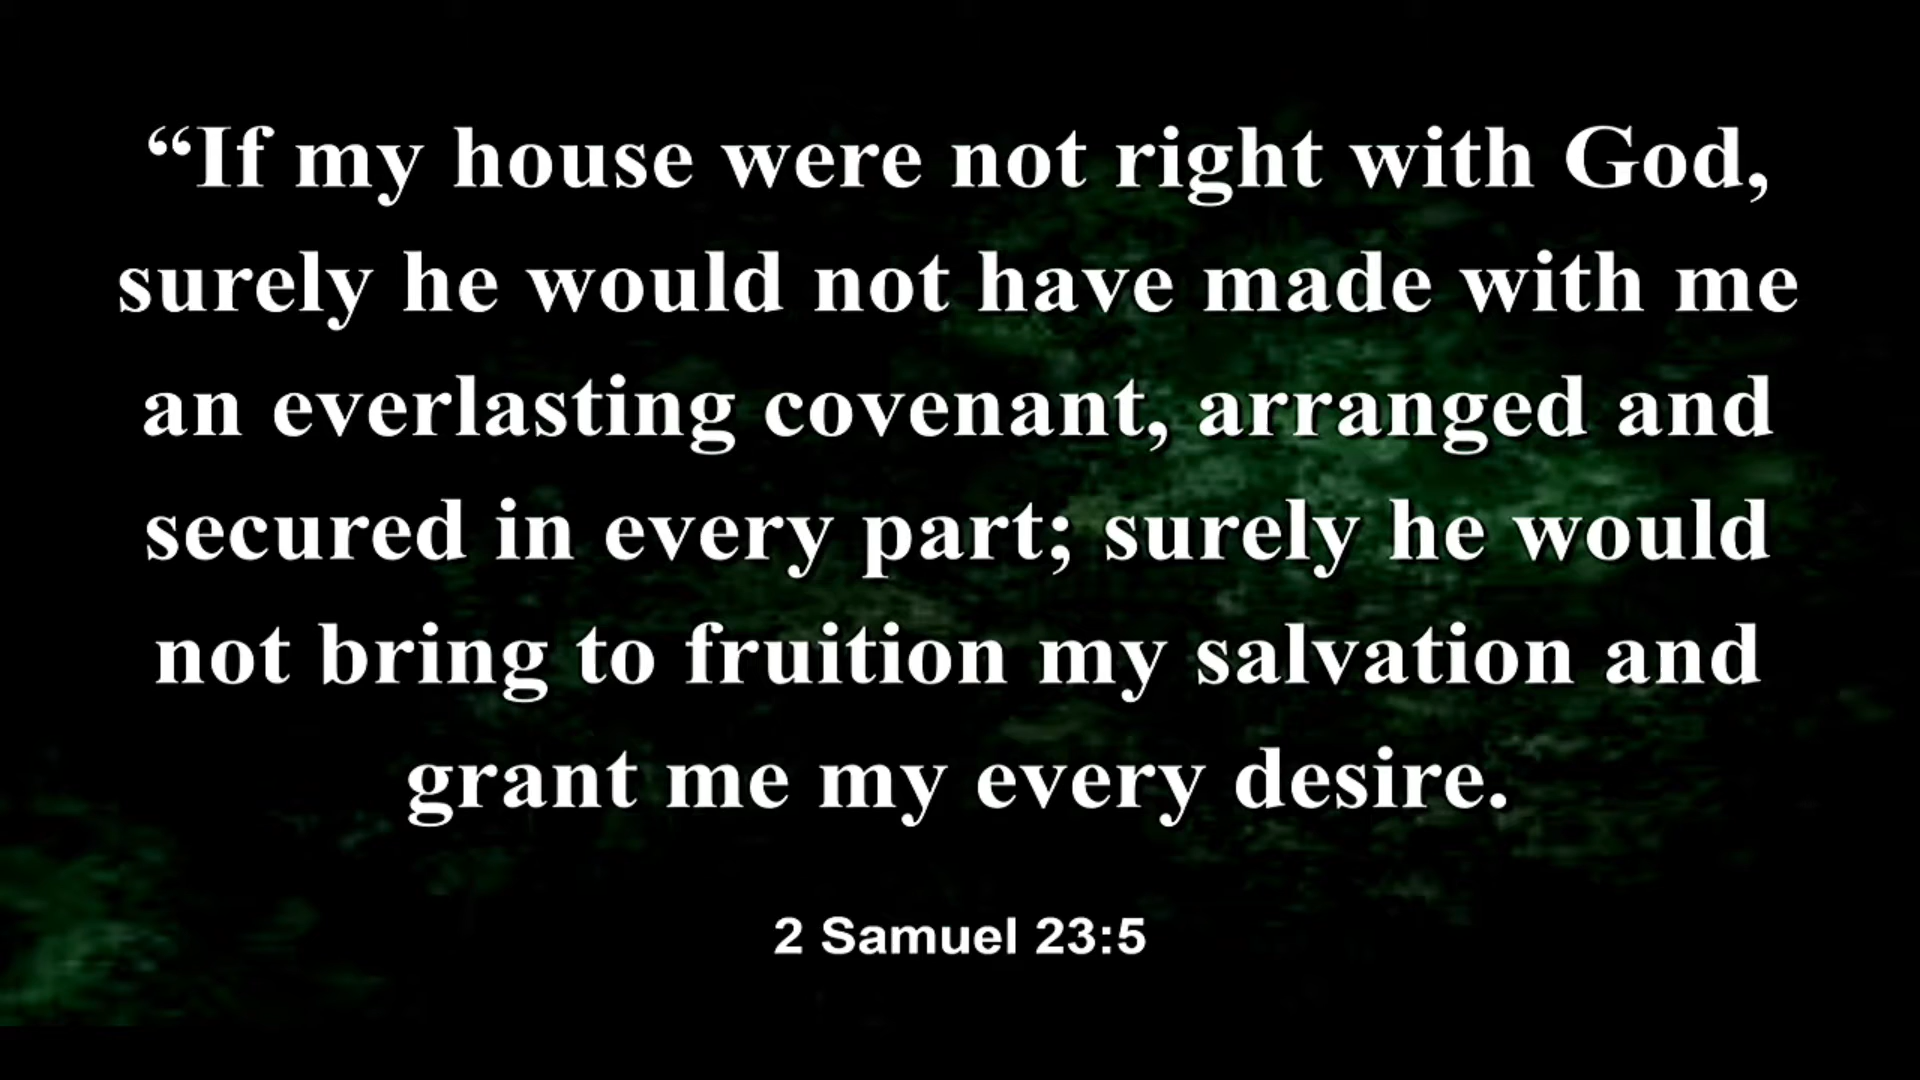 “If my house were not right with God,
surely he would not have made with me
an everlasting covenant, arranged and
secured in every part; surely he would
not bring to fruition my salvation and
grant me my every desire.
2 Samuel 23:5